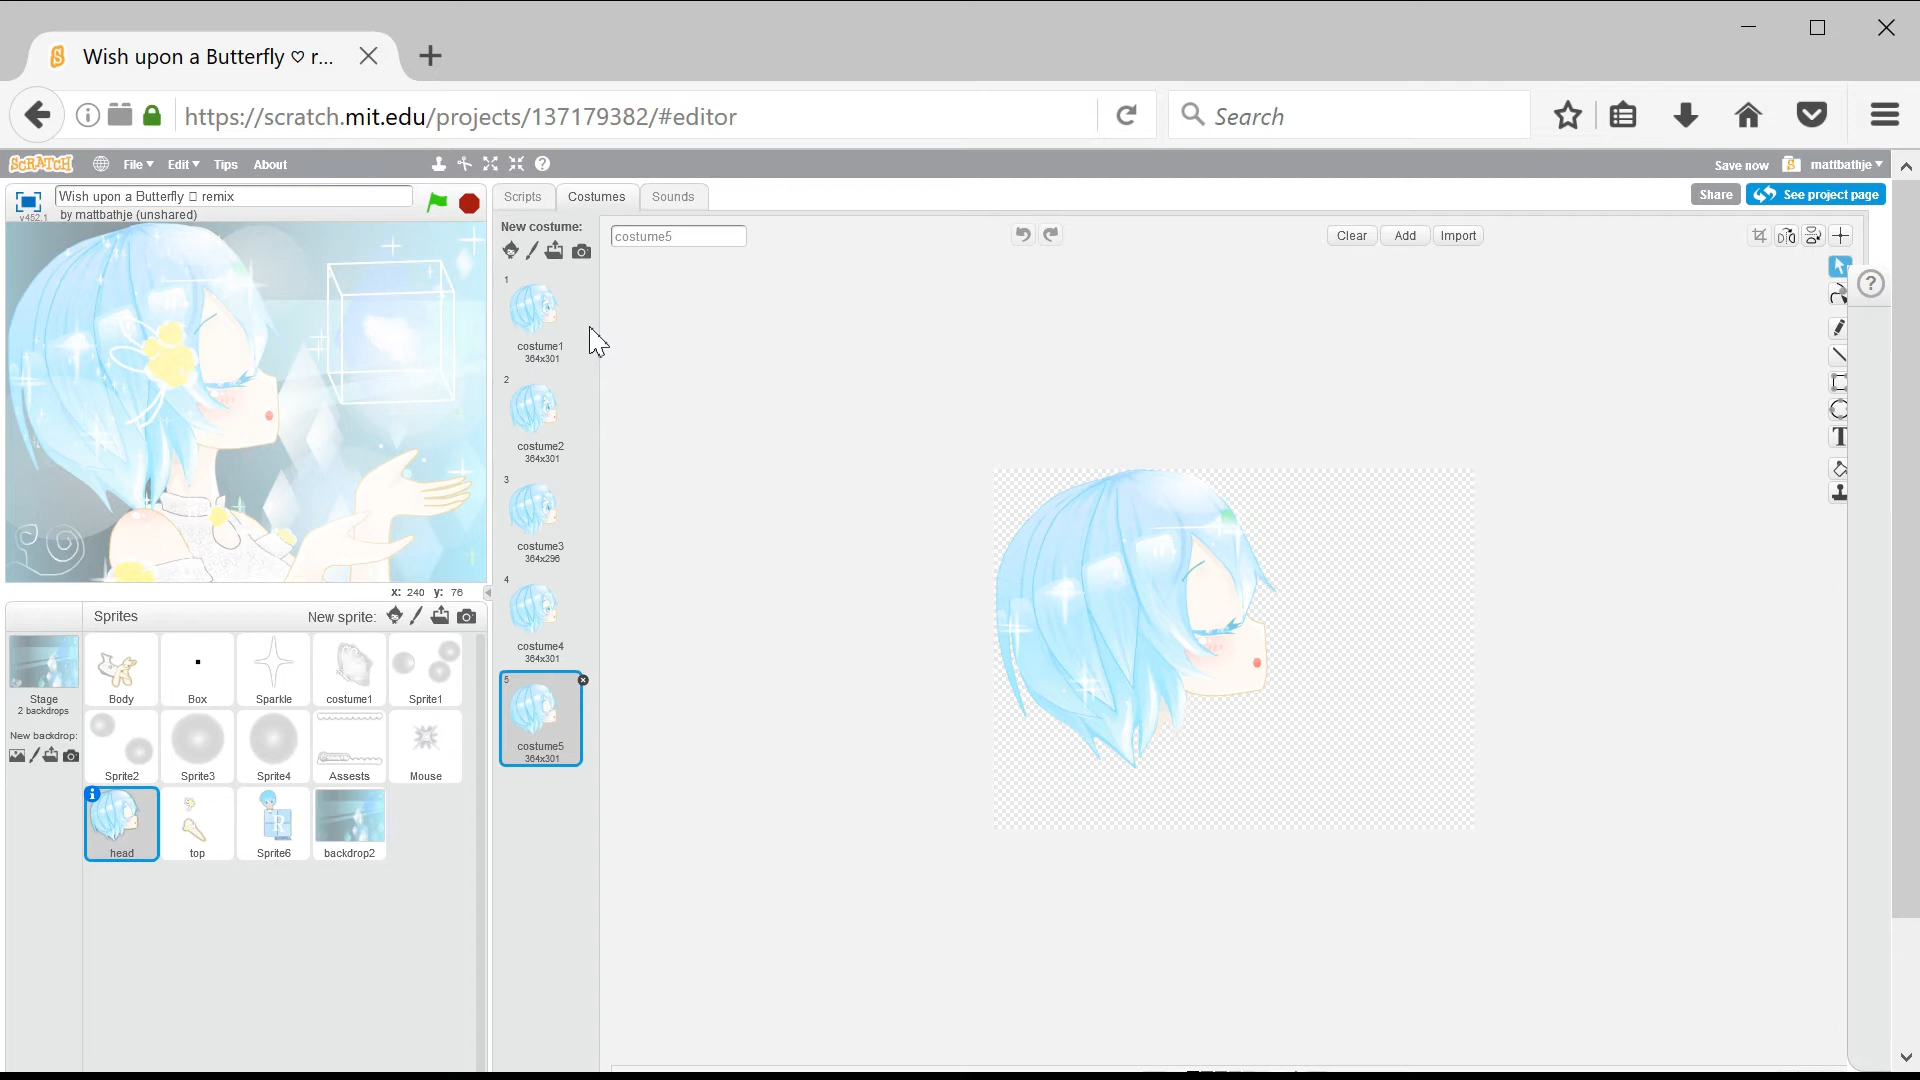 Wish upon a Butterfly ♡ r...
https://scratch.mit.edu/projects/137179382/#editor
Search
SCRATCH
File
Edit
Tips
About
Save now
mattbathje
v452.1
Wish upon a Butterfly □ remix
by mattbathje (unshared)
Scripts
Costumes
Sounds
Share
See project page
New costume:
costume5
Clear
Add
Import
1
costume1
364x301
2
costume2
364x301
3
costume3
364x296
4
costume4
364x301
5
costume5
364x301
T
x: 240 y: 76
Sprites
New sprite:
Stage
2 backdrops
New backdrop:
Body
Box
Sparkle
costume1
Sprite1
Sprite2
Sprite3
Sprite4
Assests
Mouse
head
top
R
Sprite6
backdrop2